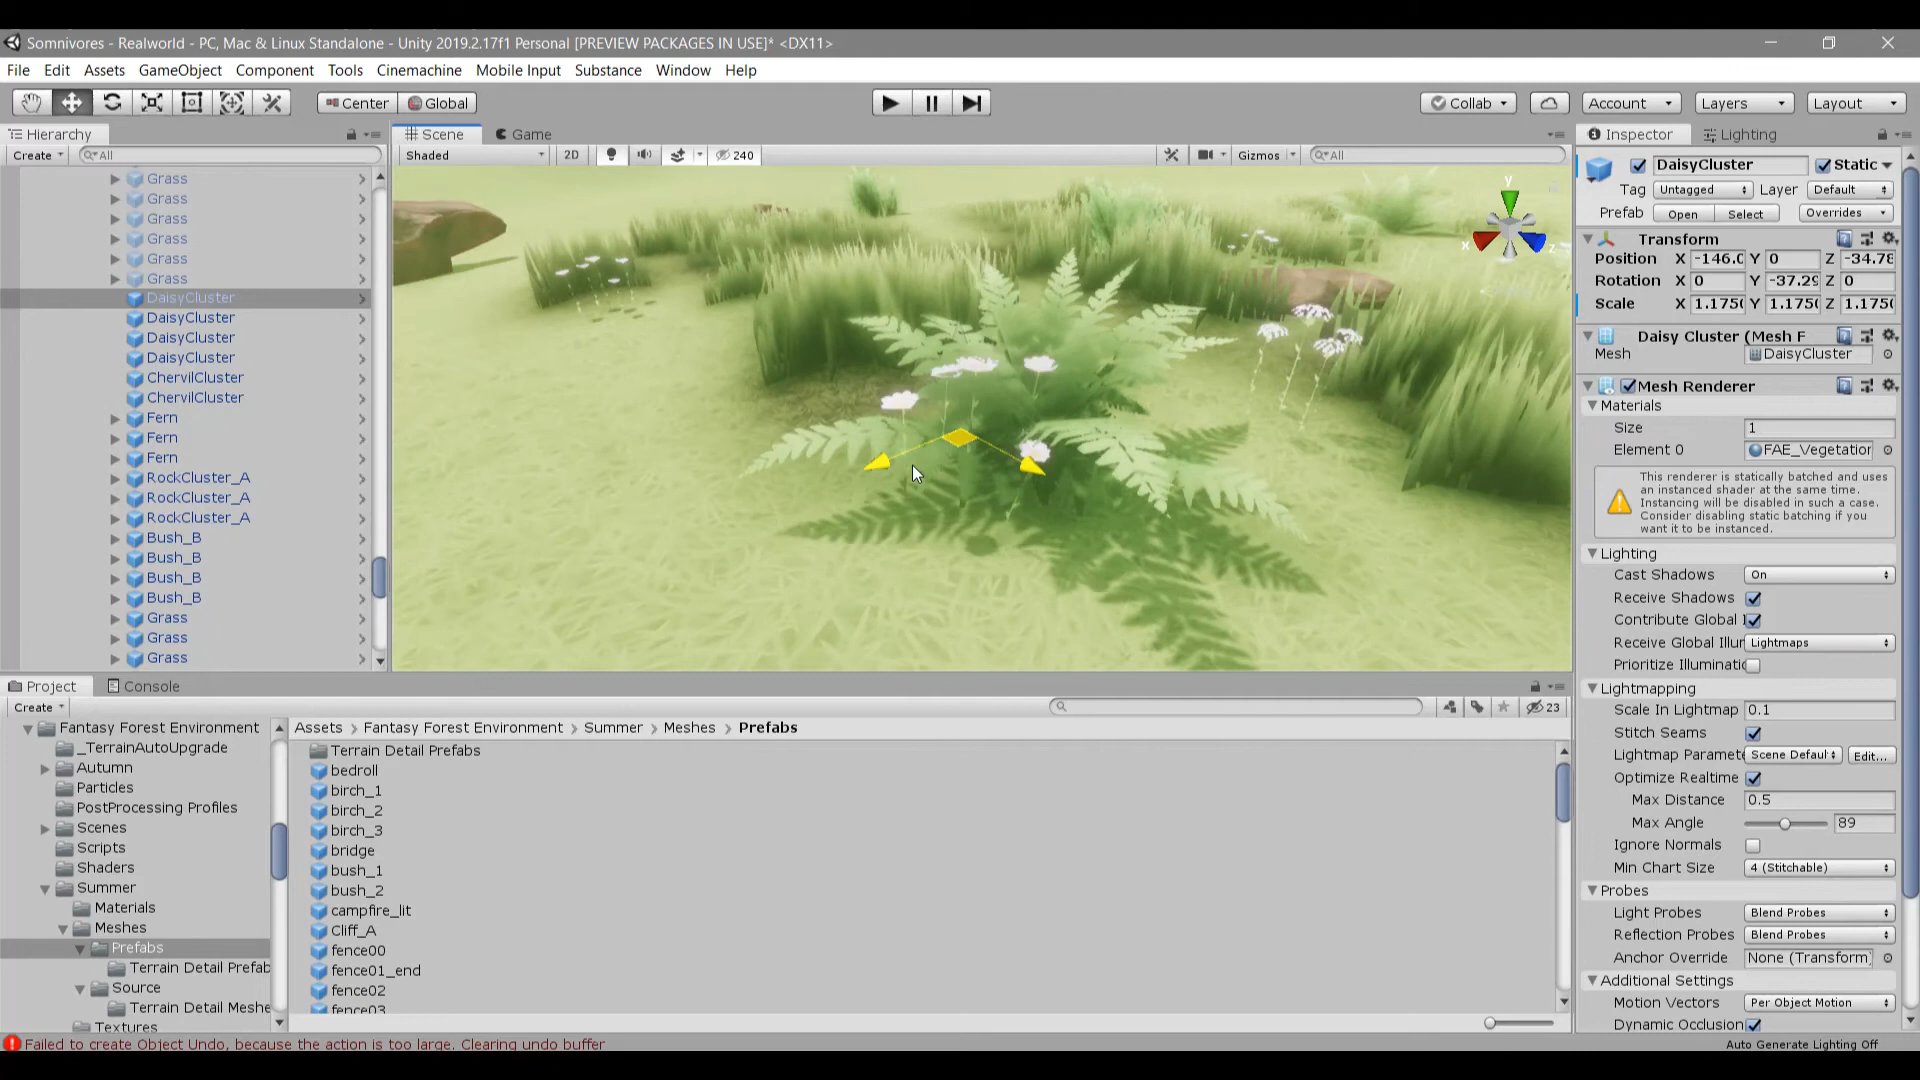 Somnivores - Realworld - PC, Mac & Linux Standalone - Unity 2019.2.17f1 Personal [PREVIEW PACKAGES IN USE]* <DX11>
File Edit Assets GameObject Component Tools Cinemachine Mobile Input Substance Window Help
Center Global Collab Account Layers Layout
Hierarchy
Create All
Grass
Grass
Grass
Grass
Grass
Grass
DaisyCluster
DaisyCluster
DaisyCluster
DaisyCluster
ChervilCluster
ChervilCluster
Fern
Fern
Fern
RockCluster_A
RockCluster_A
RockCluster_A
Bush_B
Bush_B
Bush_B
Bush_B
Grass
Grass
Grass
Scene Game
Shaded 2D 240 Gizmos All
y
x
z
Inspector Lighting
DaisyCluster Static
Tag Untagged Layer Default
Prefab Open Select Overrides
Transform
Position X -146.0 Y 0 Z -34.78
Rotation X 0 Y -37.29 Z 0
Scale X 1.175 Y 1.175 Z 1.175
Daisy Cluster (Mesh F
Mesh DaisyCluster
Mesh Renderer
Materials
Size 1
Element 0 FAE_Vegetation
This renderer is statically batched and uses
an instanced shader at the same time.
Instancing will be disabled in such a case.
Consider disabling static batching if you
want it to be instanced.
Lighting
Cast Shadows On
Receive Shadows
Contribute Global I
Receive Global Illur Lightmaps
Prioritize Illuminatic
Lightmapping
Scale In Lightmap 0.1
Stitch Seams
Lightmap Paramete Scene Defaul Edit...
Optimize Realtime
Max Distance 0.5
Max Angle 89
Ignore Normals
Min Chart Size 4 (Stitchable)
Probes
Light Probes Blend Probes
Reflection Probes Blend Probes
Anchor Override None (Transform)
Additional Settings
Motion Vectors Per Object Motion
Dynamic Occlusion
Project Console
Create 23
Fantasy Forest Environment
_TerrainAutoUpgrade
Autumn
Particles
PostProcessing Profiles
Scenes
Scripts
Shaders
Summer
Materials
Meshes
Prefabs
Terrain Detail Prefab
Source
Terrain Detail Meshe
Textures
Assets > Fantasy Forest Environment > Summer > Meshes > Prefabs
Terrain Detail Prefabs
bedroll
birch_1
birch_2
birch_3
bridge
bush_1
bush_2
campfire_lit
Cliff_A
fence00
fence01_end
fence02
fence03
Failed to create Object Undo, because the action is too large. Clearing undo buffer
Auto Generate Lighting Off